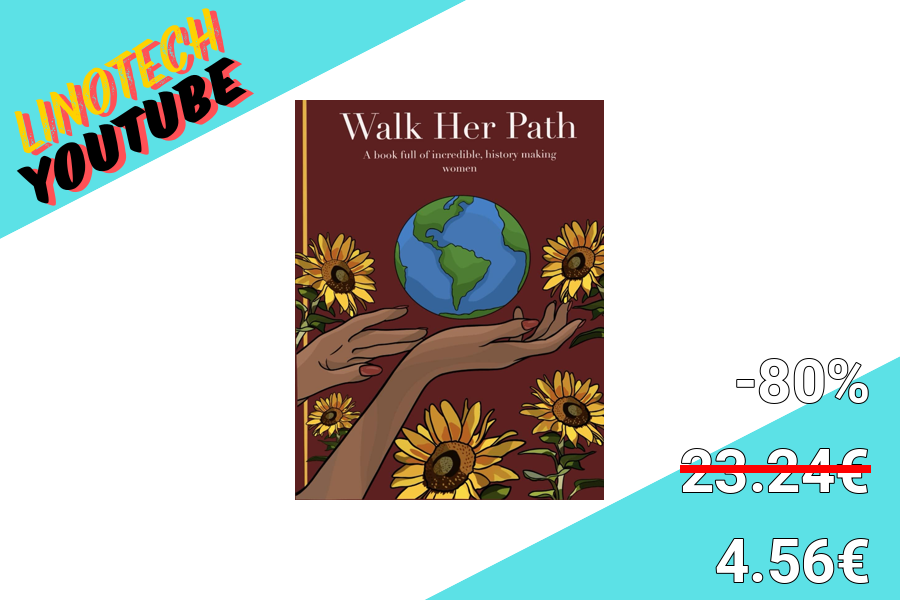 LINOTECH
YOUTUBE
Walk Her Path
A book full of incredible, history making
women
-80%
23.24€
4.56€